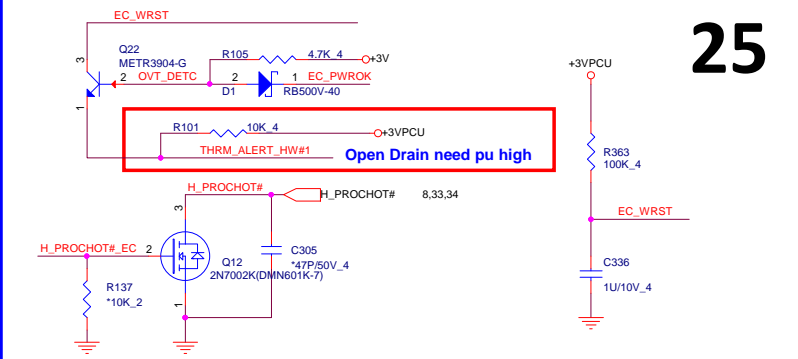 EC_WRST
25
Q22
METR3904-G
3
2
1
OVT_DETC
R105
4.7K_4
+3V
2
1
EC_PWROK
D1
RB500V-40
+3VPCU
R101
10K_4
+3VPCU
THRM_ALERT_HW#1
Open Drain need pu high
R363
100K_4
H_PROCHOT#
H_PROCHOT#
8,33,34
EC_WRST
3
H_PROCHOT#_EC
2
Q12
2N7002K(DMN601K-7)
1
C305
*47P/50V_4
C336
1U/10V_4
R137
*10K_2